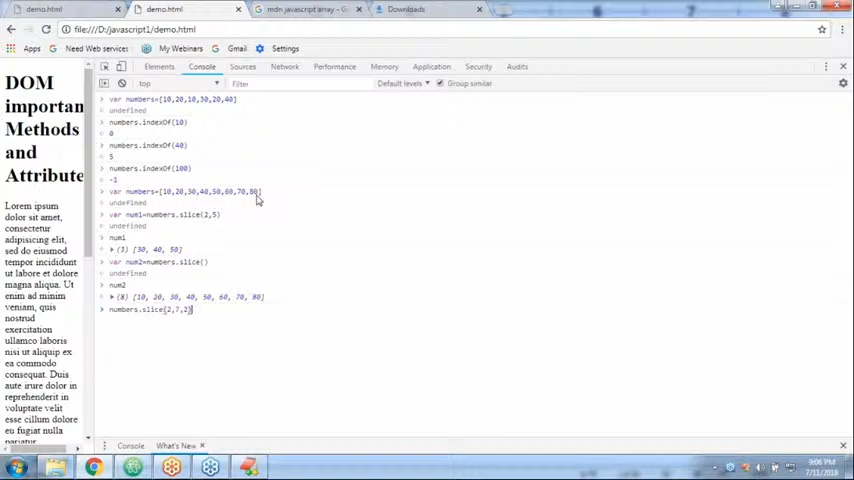 demo.html
demo.html
mdn javascript array - G
Downloads
file:///D:/javascript1/demo.html
Apps
Need Web services
My Webinars
Gmail
Settings
Elements
Console
Sources
Network
Performance
Memory
Application
Security
Audits
top
Filter
Default levels
Group similar
DOM
importan
Methods
and
Attribute
Lorem ipsum
dolor sit amet,
consectetur
adipisicing elit,
sed do eiusmod
tempor
incididunt ut
labore et dolore
magna aliqua. Ut
enim ad minim
veniam, quis
nostrud
exercitation
ullamco laboris
nisi ut aliquip ex
ea commodo
consequat.
Duis aute irure
dolor in
reprehenderit in
voluptate velit
esse cillum
dolore eu fugiat
nulla pariatur.
var numbers=[10,20,10,30,20,40]
undefined
numbers.indexOf(10)
0
numbers.indexOf(40)
5
numbers.indexOf(100)
-1
var numbers=[10,20,30,40,50,60,70,80]
undefined
var num1=numbers.slice(2,5)
undefined
num1
(3) [30, 40, 50]
var num2=numbers.slice()
undefined
num2
(8) [10, 20, 30, 40, 50, 60, 70, 80]
numbers.slice(2,7,2)
Console
What's New
9:06 PM
7/11/2018